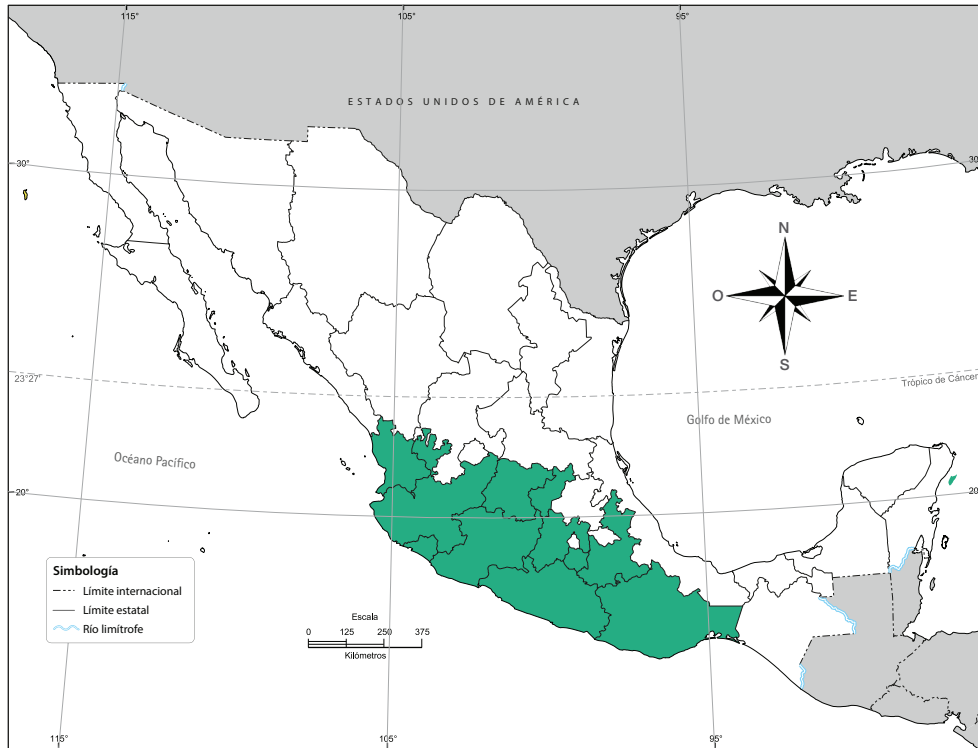 115°
105°
95°
ESTADOS UNIDOS DE AMÉRICA
30°
30°
N
O
E
S
23°27'
Trópico de Cáncer
Golfo de México
Océano Pacífico
20°
20°
Simbología
Límite internacional
Límite estatal
Río limítrofe
Escala
0 125 250 375
Kilómetros
115°
105°
95°